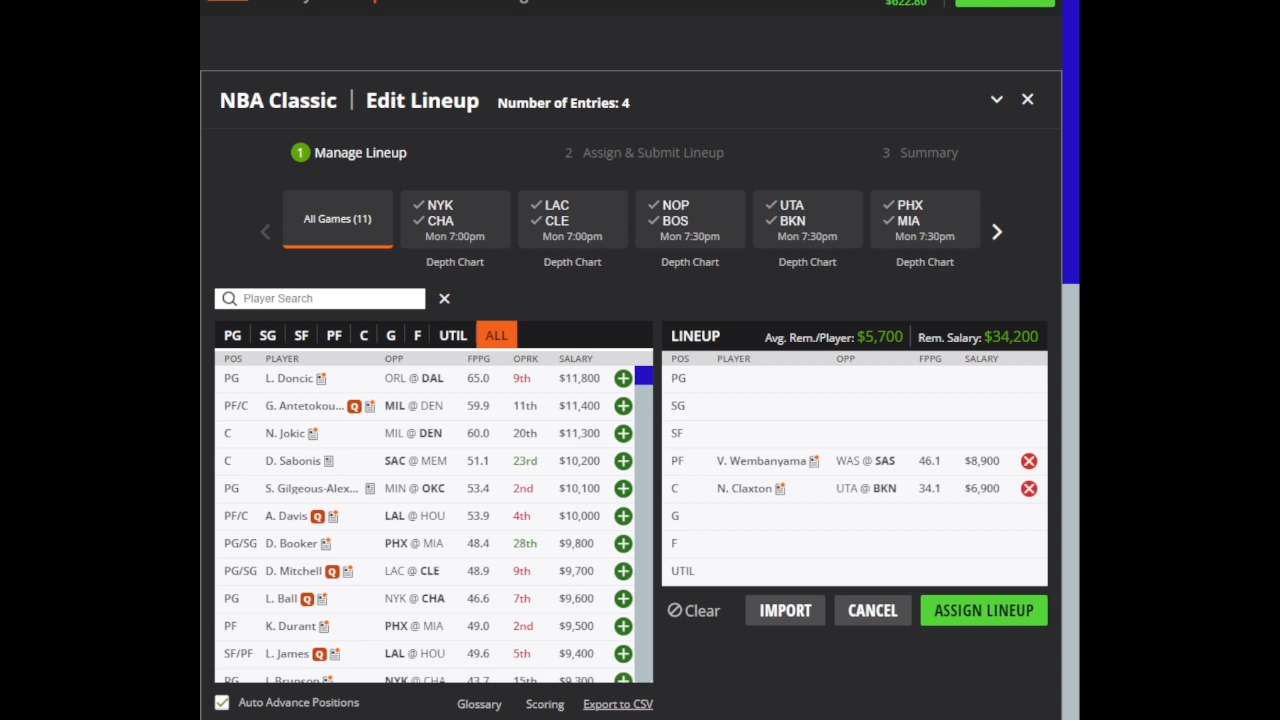 $622.80
NBA Classic | Edit Lineup Number of Entries: 4
1 Manage Lineup 2 Assign & Submit Lineup 3 Summary
All Games (11)
NYK
CHA
Mon 7:00pm
Depth Chart
LAC
CLE
Mon 7:00pm
Depth Chart
NOP
BOS
Mon 7:30pm
Depth Chart
UTA
BKN
Mon 7:30pm
Depth Chart
PHX
MIA
Mon 7:30pm
Depth Chart
Player Search
PG SG SF PF C G F UTIL ALL
POS PLAYER OPP FPPG OPRK SALARY
PG L. Doncic ORL @ DAL 65.0 9th $11,800
PF/C G. Antetokou... Q MIL @ DEN 59.9 11th $11,400
C N. Jokic MIL @ DEN 60.0 20th $11,300
C D. Sabonis SAC @ MEM 51.1 23rd $10,200
PG S. Gilgeous-Alex... MIN @ OKC 53.4 2nd $10,100
PF/C A. Davis Q LAL @ HOU 53.9 4th $10,000
PG/SG D. Booker PHX @ MIA 48.4 28th $9,800
PG/SG D. Mitchell Q LAC @ CLE 48.9 9th $9,700
PG L. Ball Q NYK @ CHA 46.6 7th $9,600
PF K. Durant PHX @ MIA 49.0 2nd $9,500
SF/PF L. James Q LAL @ HOU 49.6 5th $9,400
PG J. Brunson NYK @ CHA 43.7 15th $9,300
Auto Advance Positions Glossary Scoring Export to CSV
LINEUP Avg. Rem./Player: $5,700 Rem. Salary: $34,200
POS PLAYER OPP FPPG SALARY
PG
SG
SF
PF V. Wembanyama WAS @ SAS 46.1 $8,900
C N. Claxton UTA @ BKN 34.1 $6,900
G
F
UTIL
Clear IMPORT CANCEL ASSIGN LINEUP